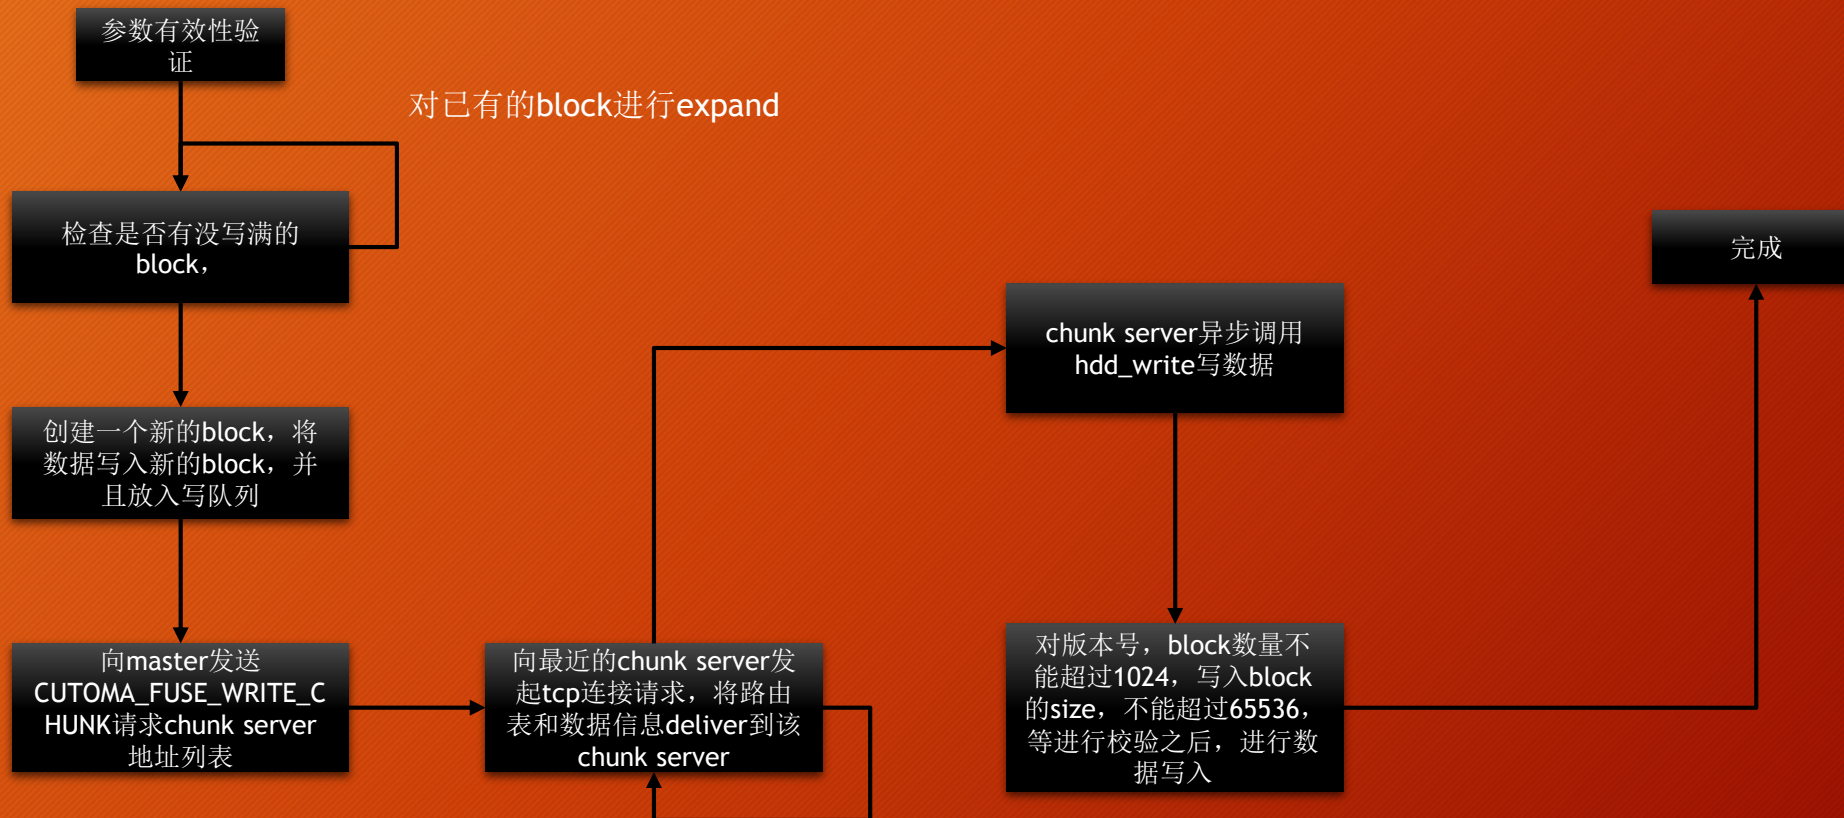 参数有效性验
证
对已有的block进行expand
检查是否有没写满的
block，
创建一个新的block，将
数据写入新的block，并
且放入写队列
向master发送
CUTOMA_FUSE_WRITE_C
HUNK请求chunk server
地址列表
向最近的chunk server发
起tcp连接请求，将路由
表和数据信息deliver到该
chunk server
chunk server异步调用
hdd_write写数据
对版本号，block数量不
能超过1024，写入block
的size，不能超过65536，
等进行校验之后，进行数
据写入
完成